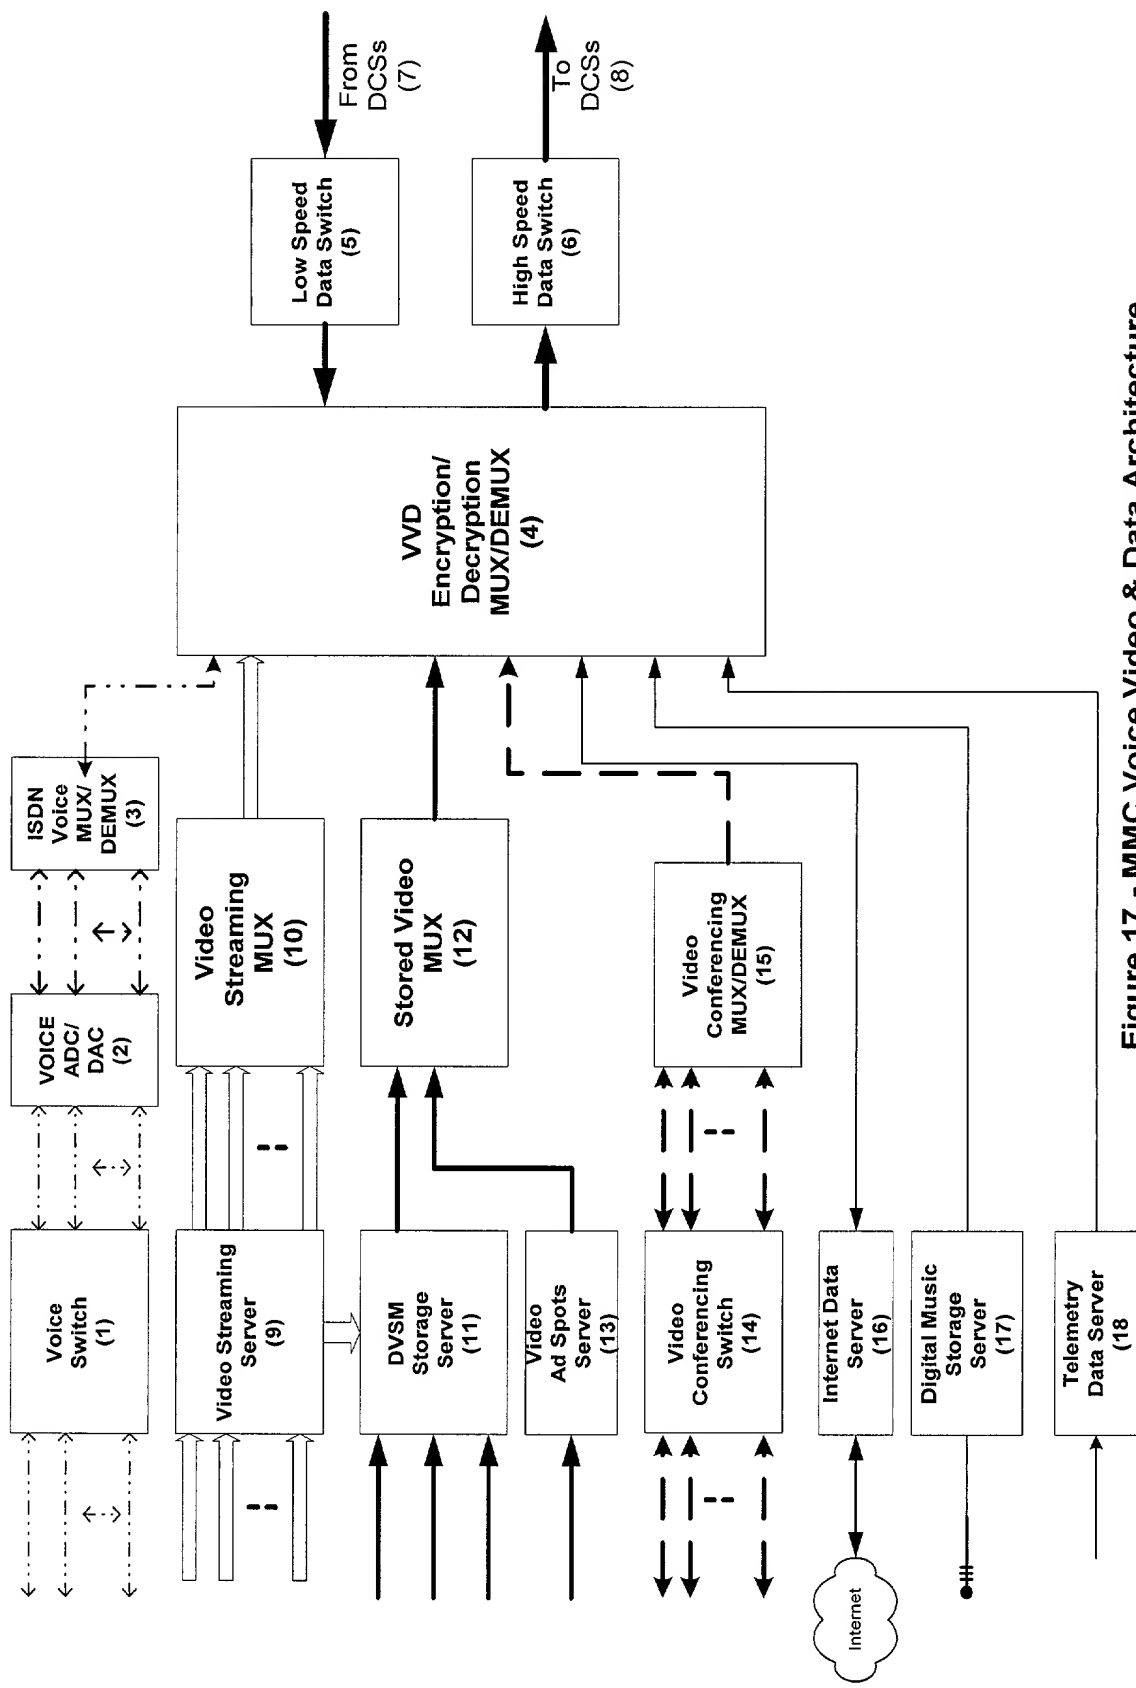 Voice
Switch
(1)
VOICE
ADC/
DAC
(2)
ISDN
Voice
MUX/
DEMUX
(3)
Video Streaming
Server
(9)
Video
Streaming
MUX
(10)
DVSM
Storage
Server
(11)
Stored Video
MUX
(12)
Video
Ad Spots
Server
(13)
Video
Conferencing
Switch
(14)
Video
Conferencing
MUX/DEMUX
(15)
Internet
Internet Data
Server
(16)
Digital Music
Storage
Server
(17)
Telemetry
Data Server
(18
VVD
Encryption/
Decryption
MUX/DEMUX
(4)
Low Speed
Data Switch
(5)
From
DCSs
(7)
High Speed
Data Switch
(6)
To
DCSs
(8)
Figure 17 - MMC Voice Video & Data Architecture